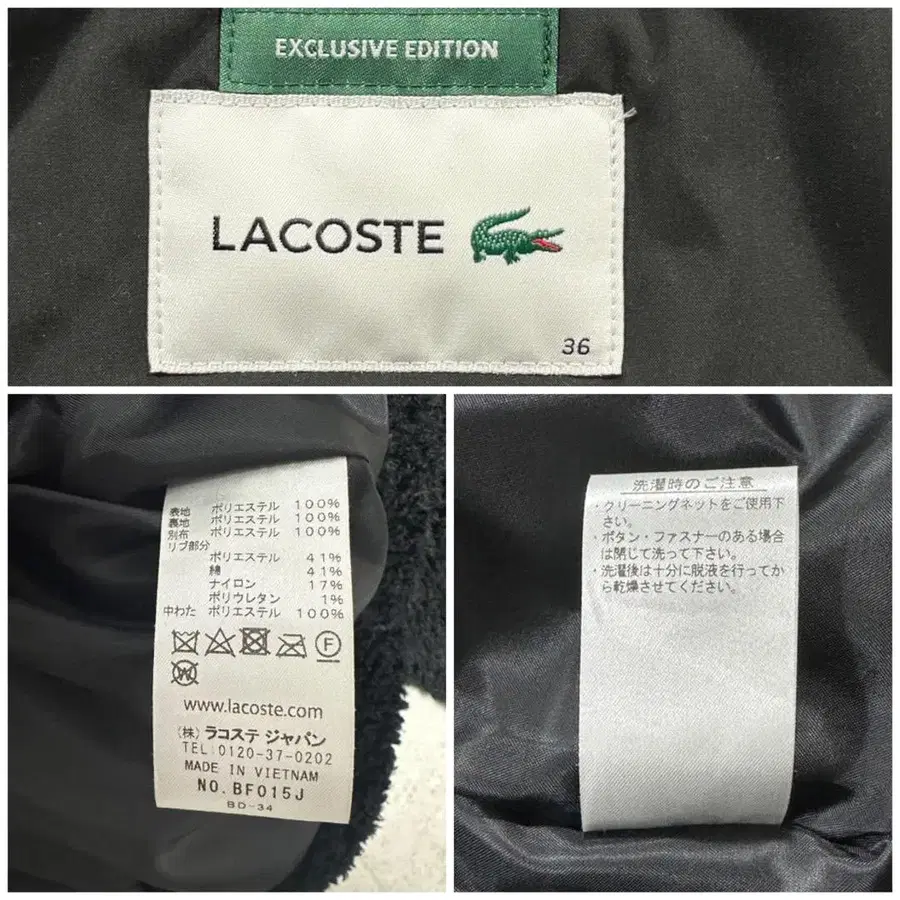 EXCLUSIVE EDITION
LACOSTE
36
表地 ポリエステル 100%
裏地 ポリエステル 100%
別布 ポリエステル 100%
リブ部分
ポリエステル 41%
綿 41%
ナイロン 17%
ポリウレタン 1%
中わた ポリエステル 100%
F
W
www.lacoste.com
(株) ラコステ ジャパン
TEL:0120-37-0202
MADE IN VIETNAM
NO.BF015J
BD-34
洗濯時のご注意
・クリーニングネットをご使用下
さい。
・ボタン・ファスナーのある場合
は閉じて洗って下さい。
・洗濯後は十分に脱液を行ってか
ら乾燥させてください。